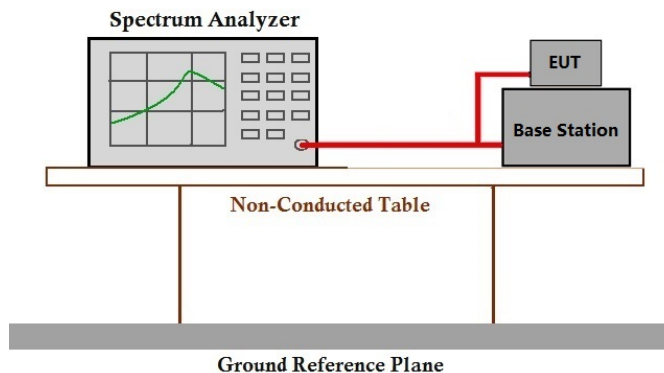 Spectrum Analyzer
EUT
Base Station
Non-Conducted Table
Ground Reference Plane